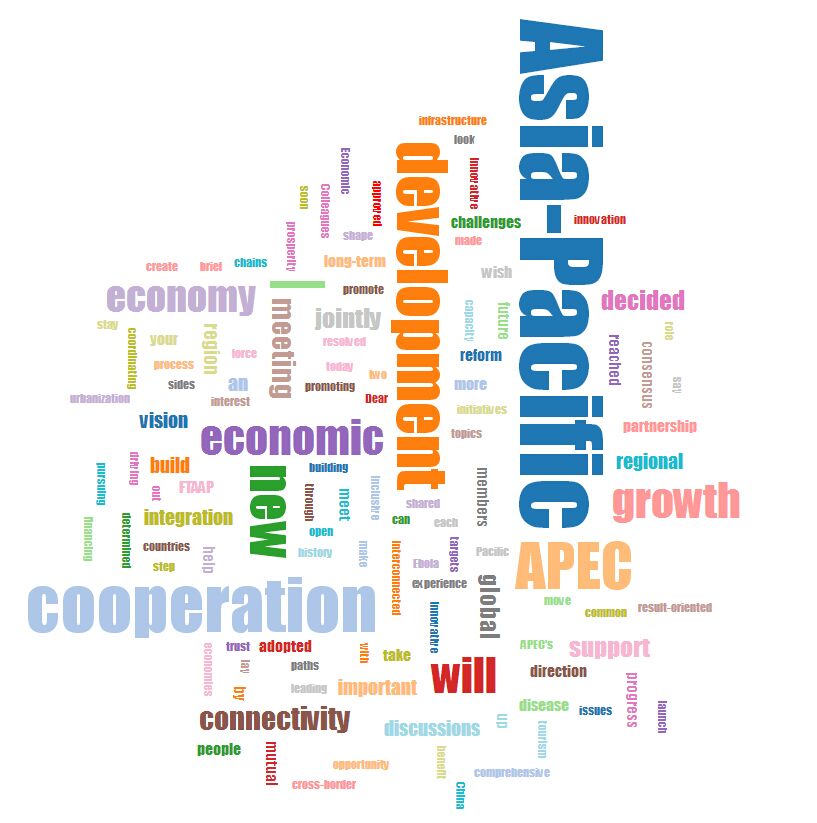 Asia-Pacific
infrastructure
look
development
Economic
approved
Innovative
Colleagues
soon
challenges
innovation
prosperity
shape
made
create
brief
chains
long-term
wish
economy
promote
decided
meeting
jointly
capacity
future
stay
coordinating
your
region
force
resolved
reform
reached
role
consensus
process
today
two
sides
an
promoting
more
say
urbanization
interest
Dear
initiatives
vision
economic
topics
partnership
driving
build
building
regional
pursuing
new
members
out
FTAAP
through
meet
inclusive
shared
growth
financing
determined
integration
open
can
each
countries
help
history
make
interconnected
targets
Pacific
APEC
step
Ebola
experience
global
cooperation
move
common
result-oriented
Innovative
economies
trust
adopted
with
take
APEC's
support
lay
paths
will
direction
by
leading
important
progress
connectivity
discussions
up
disease
issues
launch
tourism
people
mutual
benefit
opportunity
comprehensive
cross-border
China